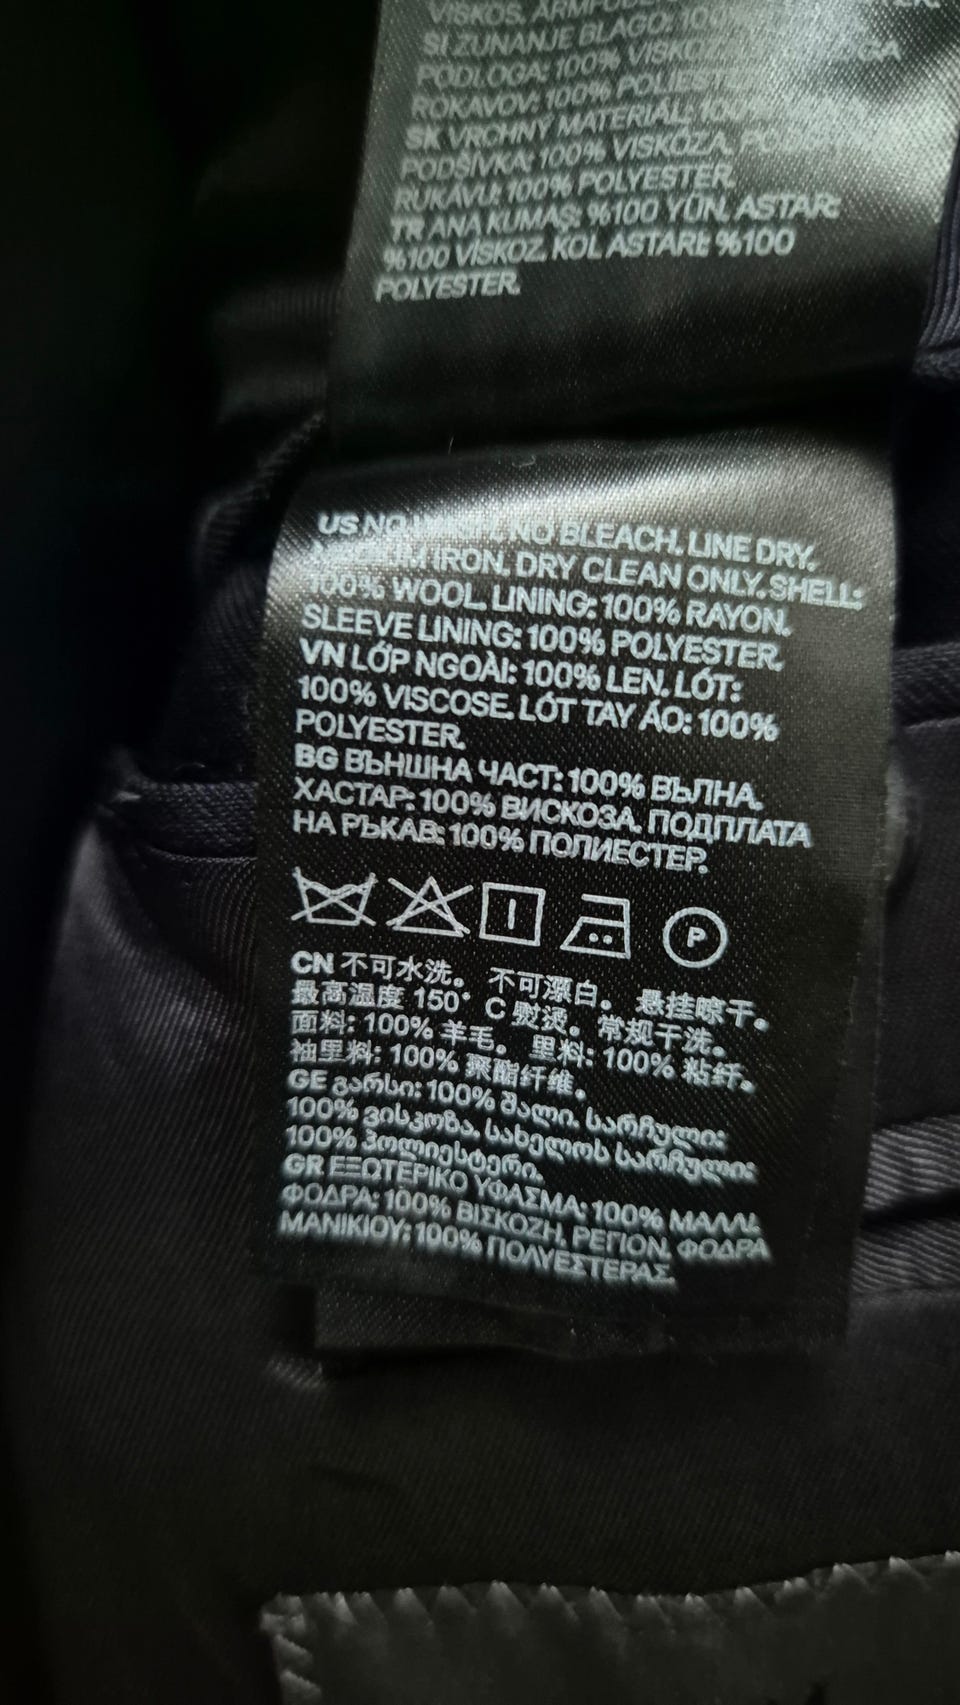 VISKOS.
SI ZUNANJE BLAGO: 100%
PODLOGA: 100% VISKOZA
ROKAVOV: 100% POLIESTER
SK VRCHNÝ MATERIÁL: 100%
PODŠÍVKA: 100% VISKÓZA,
RUKÁVU: 100% POLYESTER.
TR ANA KUMAŞ: %100 YÜN. ASTAR:
%100 VİSKOZ. KOL ASTARI: %100
POLYESTER.
US NO WASH. NO BLEACH. LINE DRY.
MEDIUM IRON. DRY CLEAN ONLY. SHELL:
100% WOOL. LINING: 100% RAYON.
SLEEVE LINING: 100% POLYESTER.
VN LỚP NGOÀI: 100% LEN. LÓT:
100% VISCOSE. LÓT TAY ÁO: 100%
POLYESTER.
BG ВЪНШНА ЧАСТ: 100% ВЪЛНА.
ХАСТАР: 100% ВИСКОЗА. ПОДПЛАТА
НА РЪКАВ: 100% ПОЛИЕСТЕР.
P
CN 不可水洗。 不可漂白。 悬挂晾干。
最高温度 150° C 熨烫。常规干洗。
面料: 100% 羊毛。 里料: 100% 粘纤。
袖里料: 100% 聚酯纤维。
GE გარსი: 100% შალი. სარჩული:
100% ვისკოზა. სახელოს სარჩული:
100% პოლიესტერი.
GR ΕΞΩΤΕΡΙΚΟ ΥΦΑΣΜΑ: 100% ΜΑΛΛΙ.
ΦΟΔΡΑ: 100% ΒΙΣΚΟΖΗ, ΡΕΓΙΟΝ. ΦΟΔΡΑ
ΜΑΝΙΚΙΟΥ: 100% ΠΟΛΥΕΣΤΕΡΑΣ.